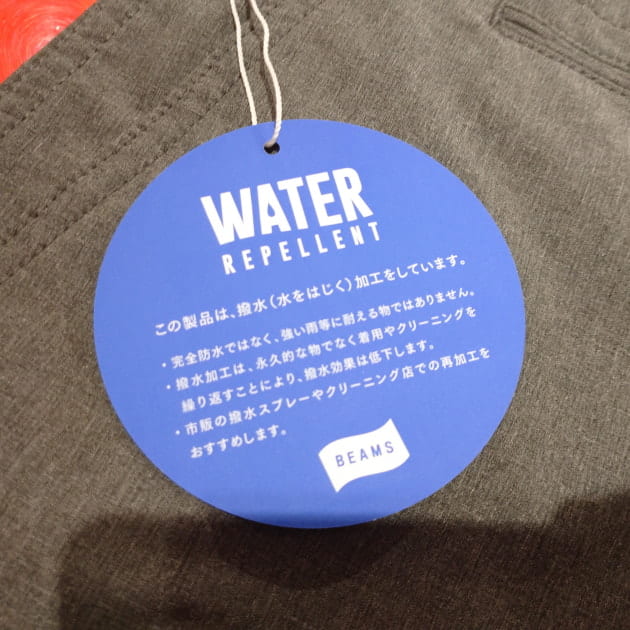 WATER
REPELLENT
この製品は、撥水(水をはじく)加工をしています。
・完全防水ではなく、強い雨等に耐える物ではありません。
・撥水加工は、永久的な物でなく着用やクリーニングを
繰り返すことにより、撥水効果は低下します。
・市販の撥水スプレーやクリーニング店での再加工を
おすすめします。
BEAMS